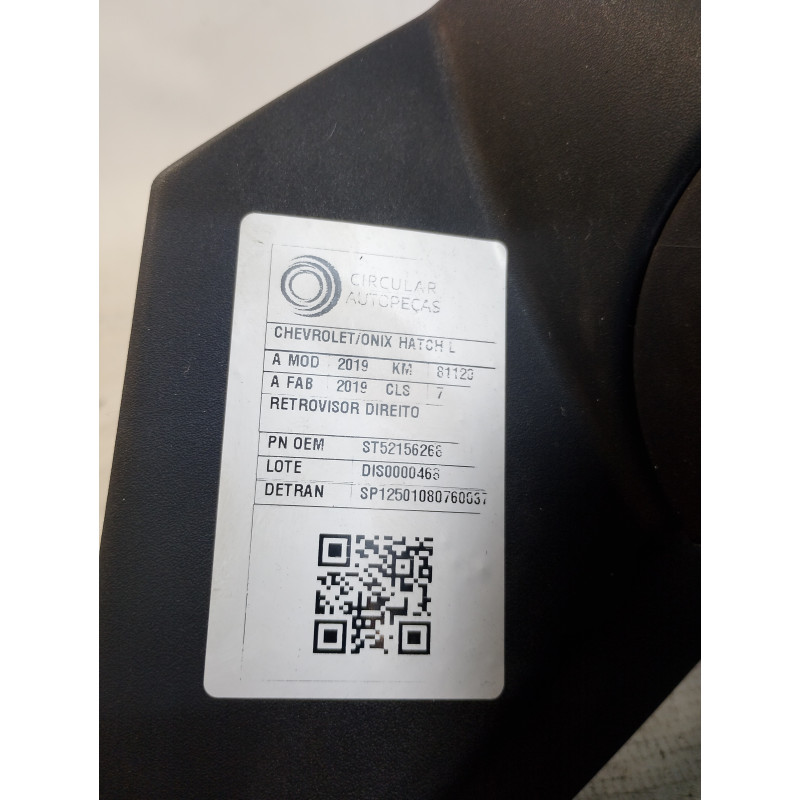 CIRCULAR
AUTOPEÇAS
CHEVROLET/ONIX HATCH L
A MOD 2019 KM 81123
A FAB 2019 CLS 7
RETROVISOR DIREITO
PN OEM ST52156268
LOTE DIS0000468
DETRAN SP12501080760037